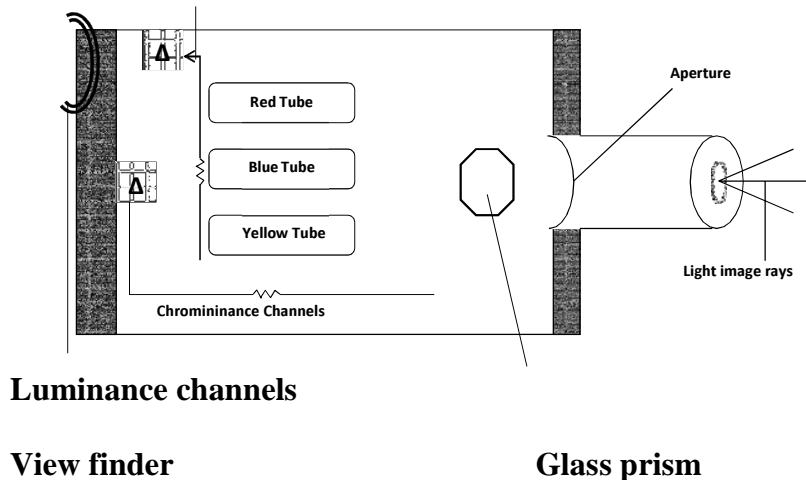 Aperture
Red Tube
Blue Tube
Yellow Tube
Light image rays
Chromininance Channels
Luminance channels
View finder Glass prism